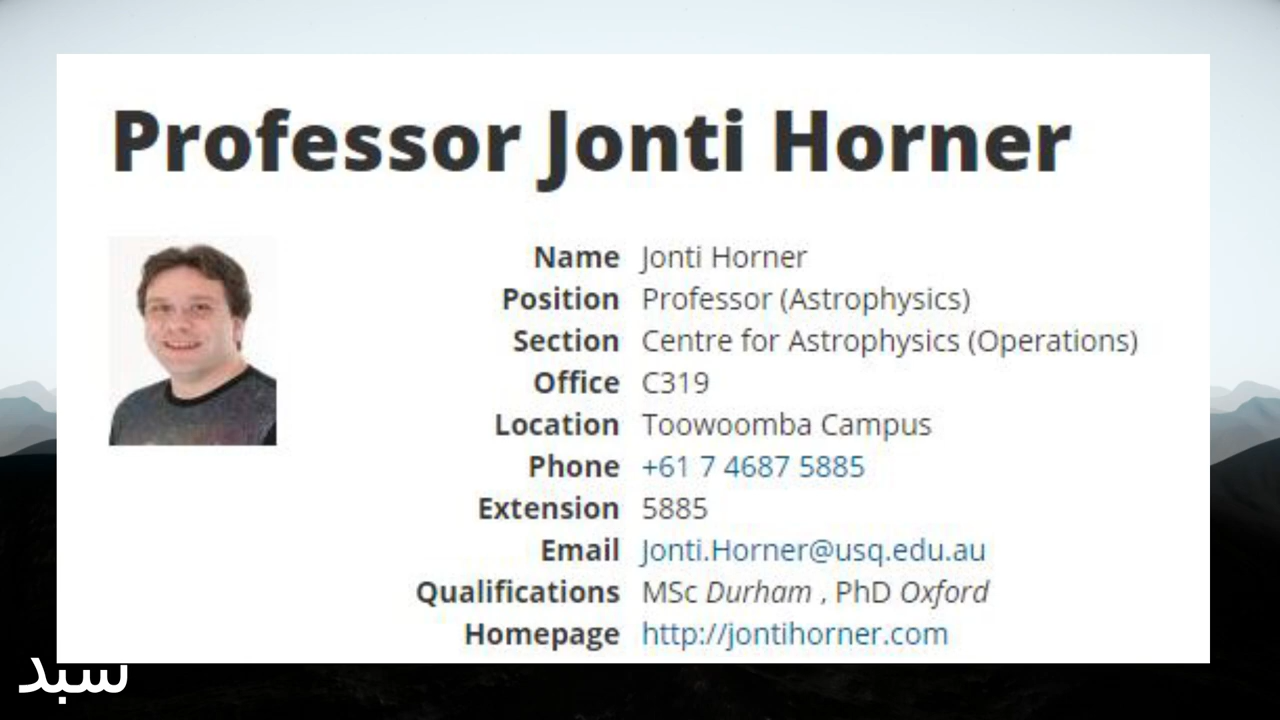 Professor Jonti Horner
Name Jonti Horner
Position Professor (Astrophysics)
Section Centre for Astrophysics (Operations)
Office C319
Location Toowoomba Campus
Phone +61 7 4687 5885
Extension 5885
Email Jonti.Horner@usq.edu.au
Qualifications MSc Durham , PhD Oxford
Homepage http://jontihorner.com
سبد